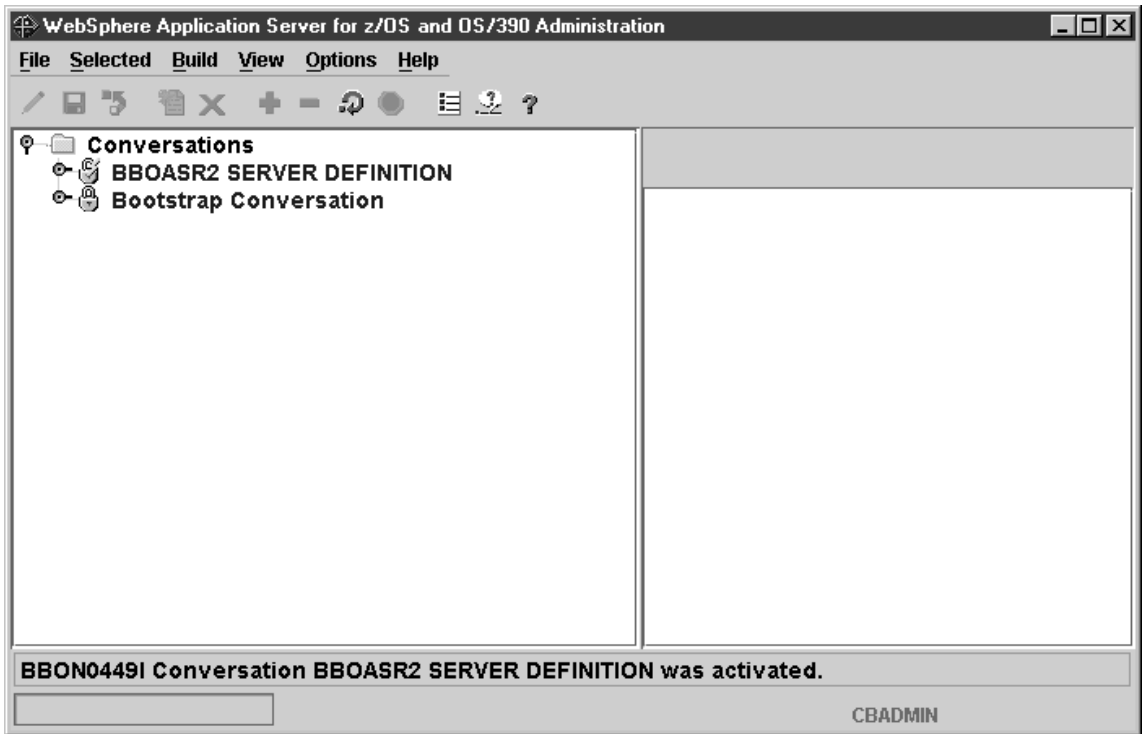 WebSphere Application Server for z/OS and OS/390 Administration
File Selected Build View Options Help
Conversations
BBOASR2 SERVER DEFINITION
Bootstrap Conversation
BBON0449I Conversation BBOASR2 SERVER DEFINITION was activated.
CBADMIN